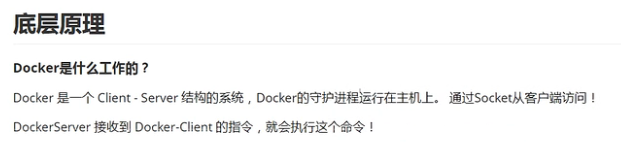 底层原理
Docker是什么工作的？
Docker 是一个 Client - Server 结构的系统，Docker的守护进程运行在主机上。 通过Socket从客户端访问！
DockerServer 接收到 Docker-Client 的指令，就会执行这个命令！